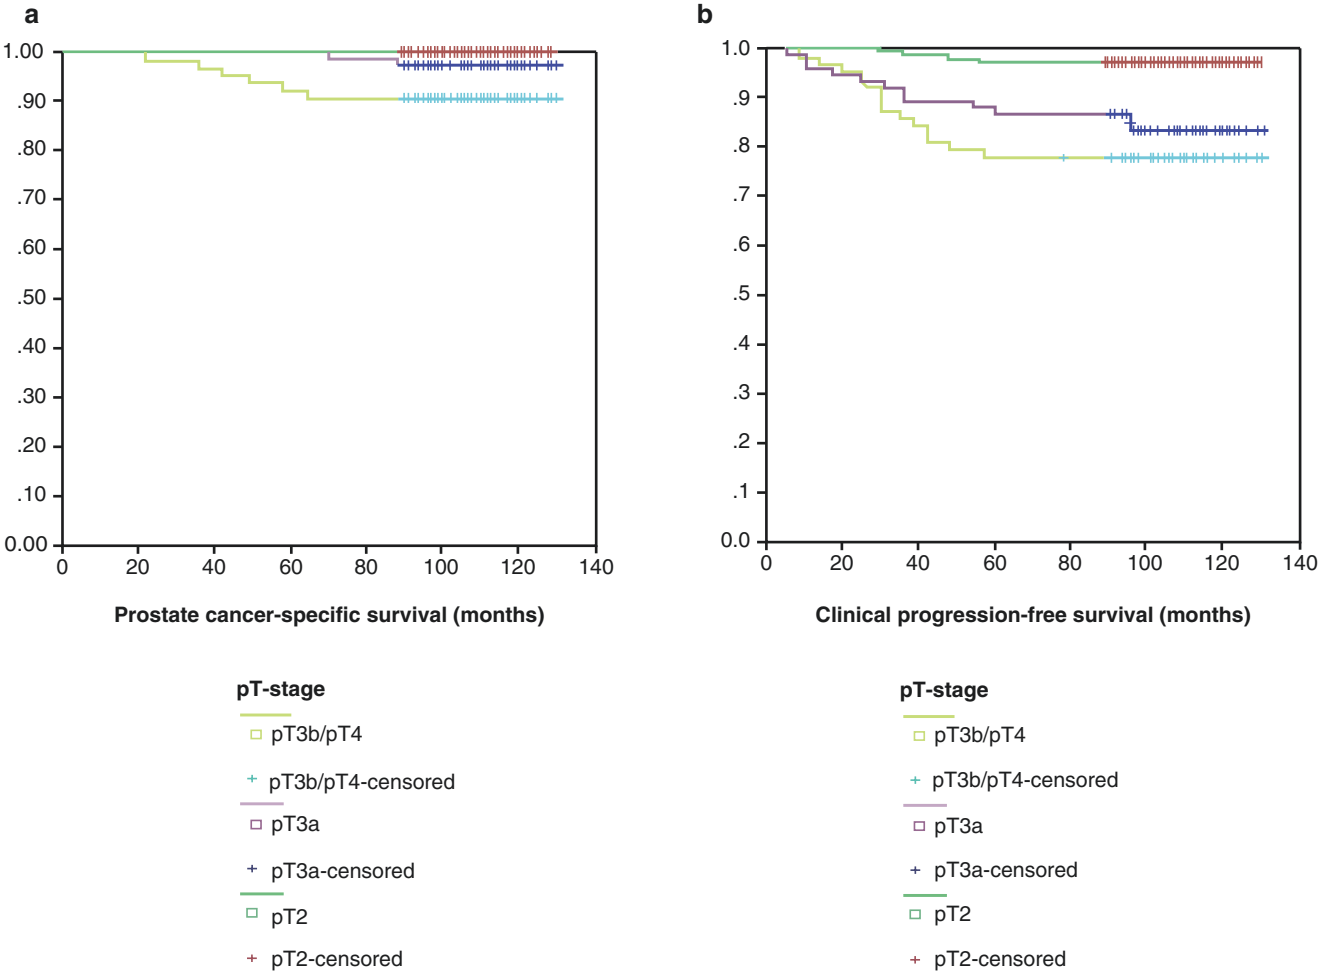 a
1.00
.90
.80
.70
.60
.50
.40
.30
.20
.10
0.00
0 20 40 60 80 100 120 140
Prostate cancer-specific survival (months)
pT-stage
pT3b/pT4
pT3b/pT4-censored
pT3a
pT3a-censored
pT2
pT2-censored
b
1.0
.9
.8
.7
.6
.5
.4
.3
.2
.1
0.0
0 20 40 60 80 100 120 140
Clinical progression-free survival (months)
pT-stage
pT3b/pT4
pT3b/pT4-censored
pT3a
pT3a-censored
pT2
pT2-censored